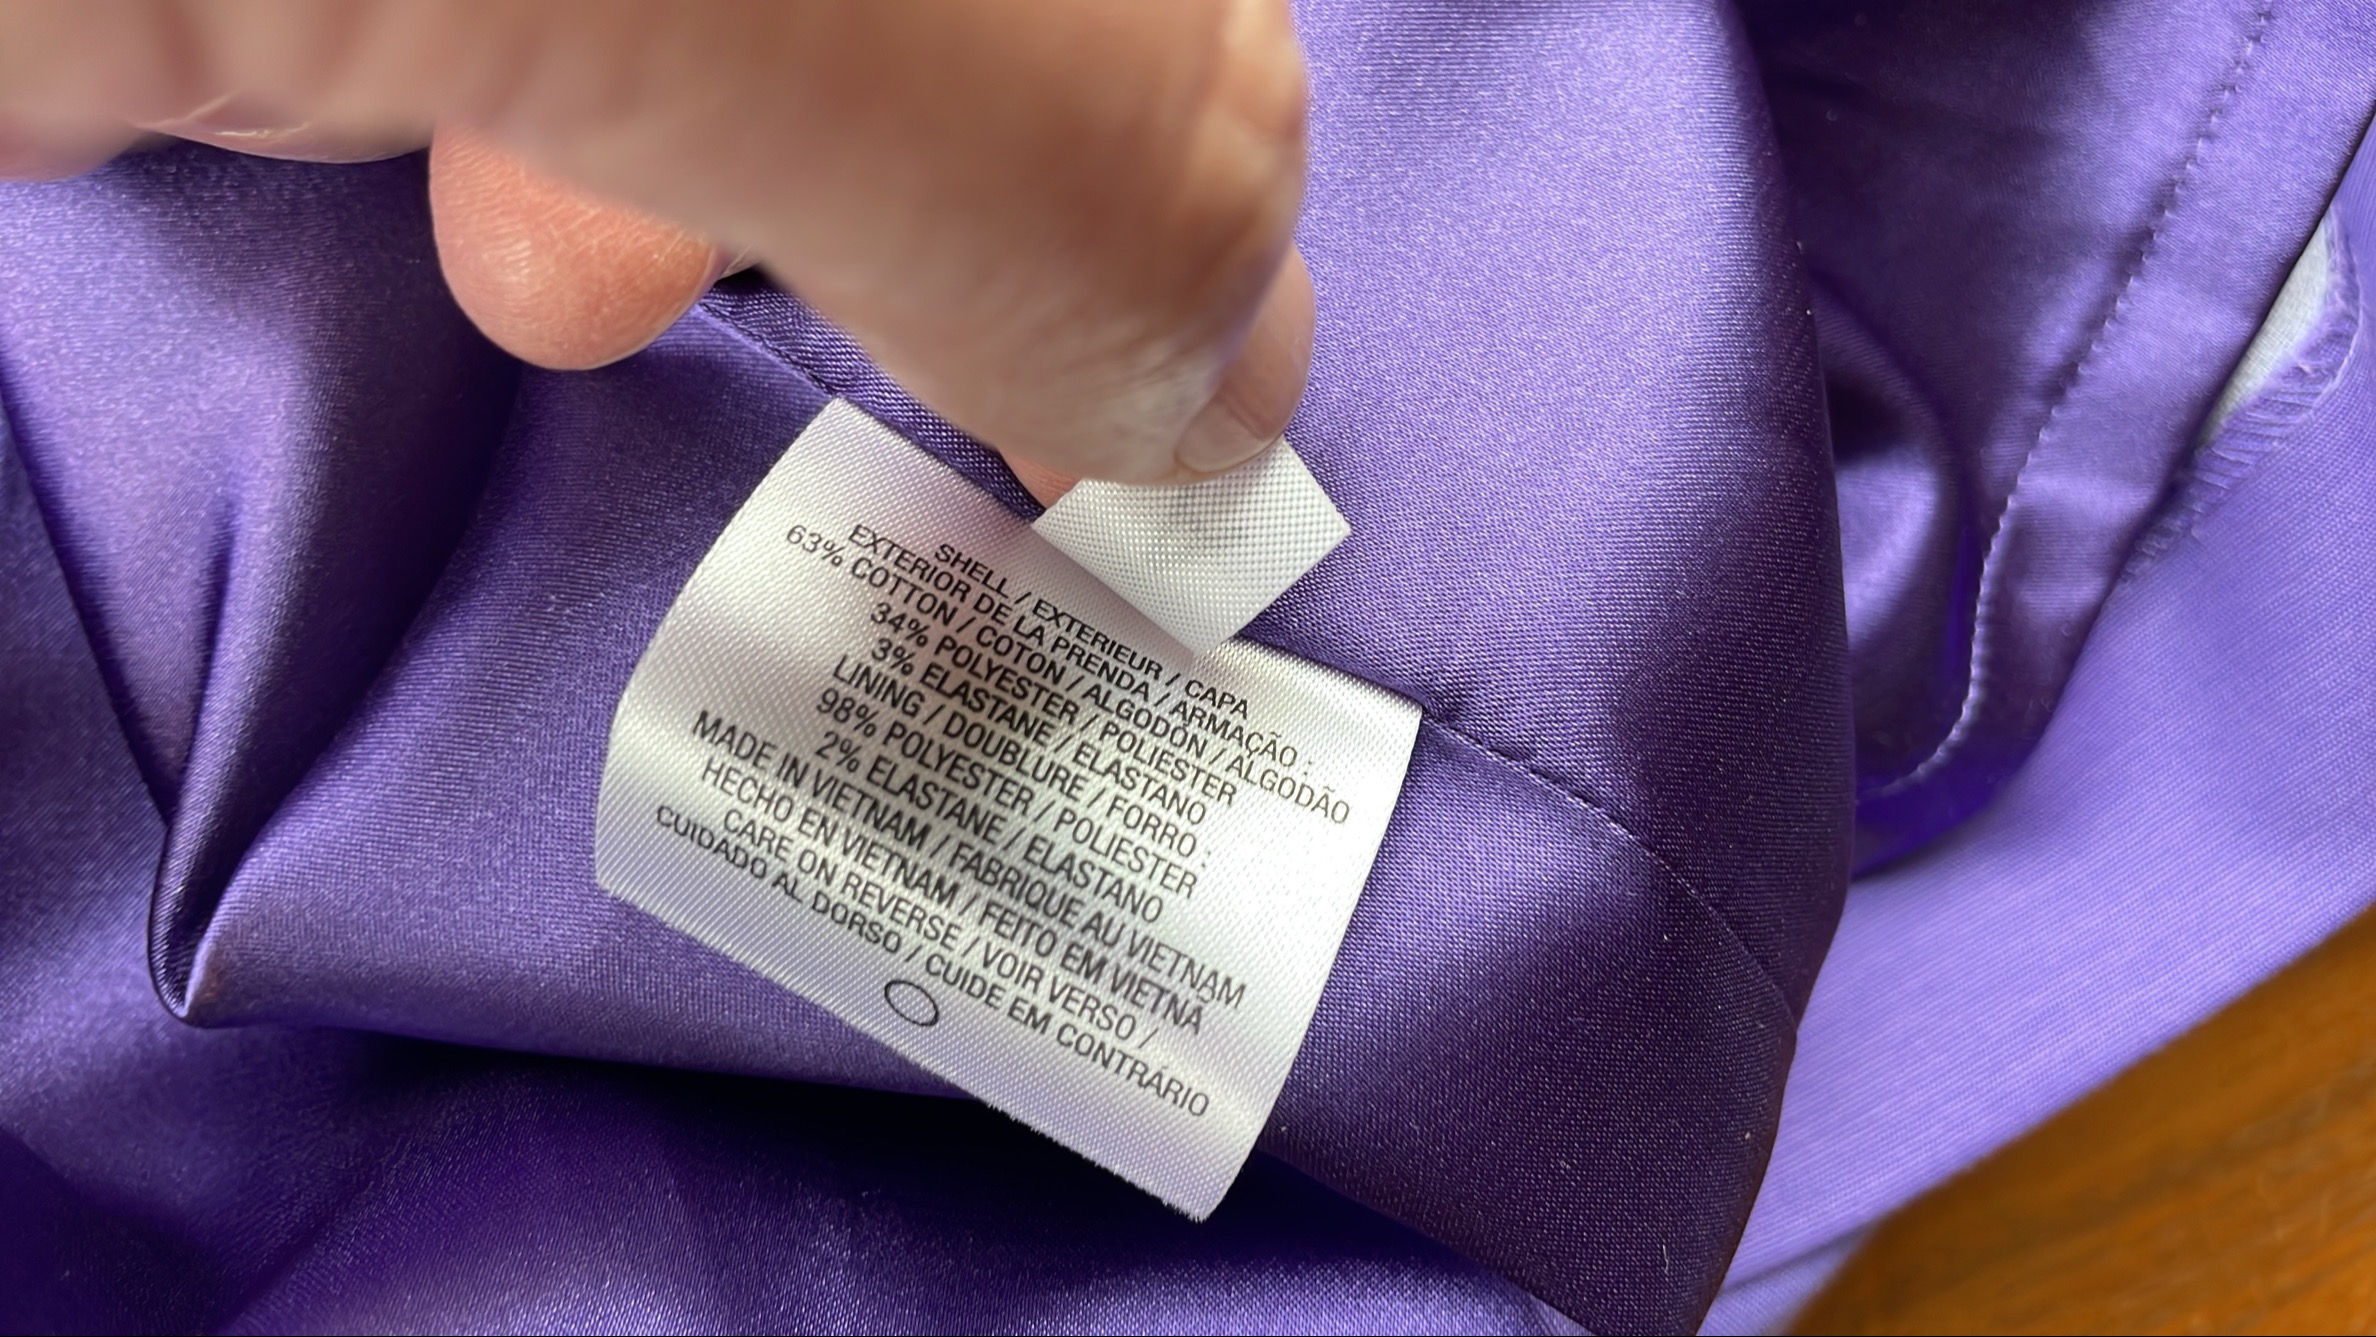 SHELL / EXTERIEUR / CAPA
EXTERIOR DE LA PRENDA / ARMAÇÃO :
63% COTTON / COTON / ALGODÓN / ALGODÃO
34% POLYESTER / POLIÉSTER
3% ELASTANE / ELASTANO
LINING / DOUBLURE / FORRO :
98% POLYESTER / POLIESTER
2% ELASTANE / ELASTANO
MADE IN VIETNAM / FABRIQUE AU VIETNAM
HECHO EN VIETNAM / FEITO EM VIETNÃ
CARE ON REVERSE / VOIR VERSO /
CUIDADO AL DORSO / CUIDE EM CONTRÁRIO